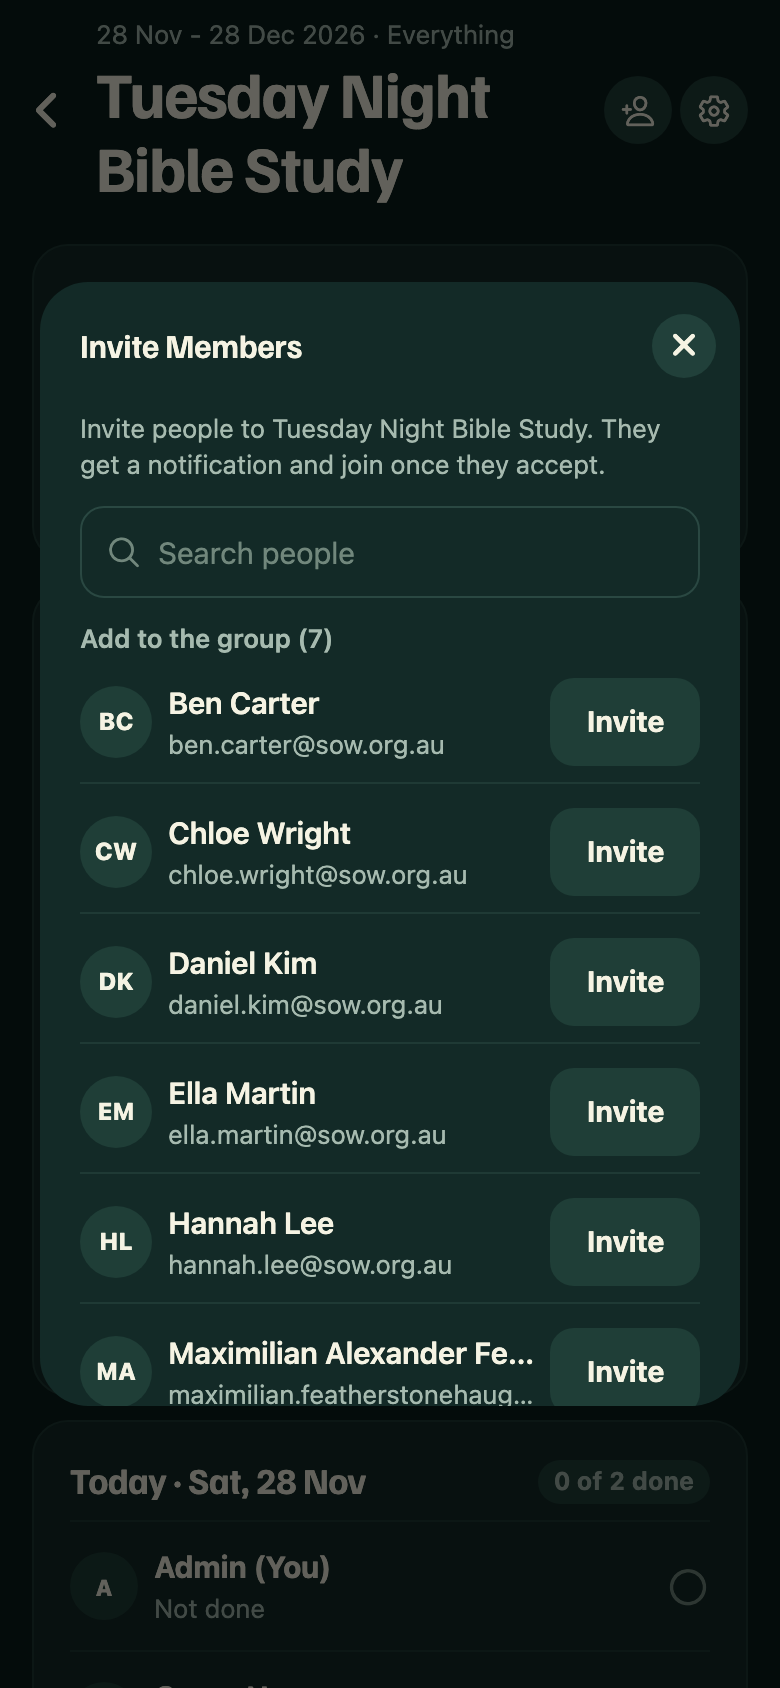 28 Nov - 28 Dec 2026 · Everything
Tuesday Night
Bible Study
Invite Members
Invite people to Tuesday Night Bible Study. They
get a notification and join once they accept.
Search people
Add to the group (7)
BC
Ben Carter
ben.carter@sow.org.au
Invite
CW
Chloe Wright
chloe.wright@sow.org.au
Invite
DK
Daniel Kim
daniel.kim@sow.org.au
Invite
EM
Ella Martin
ella.martin@sow.org.au
Invite
HL
Hannah Lee
hannah.lee@sow.org.au
Invite
MA
Maximilian Alexander Fe...
maximilian.featherstonehaug...
Invite
Today · Sat, 28 Nov
0 of 2 done
A
Admin (You)
Not done